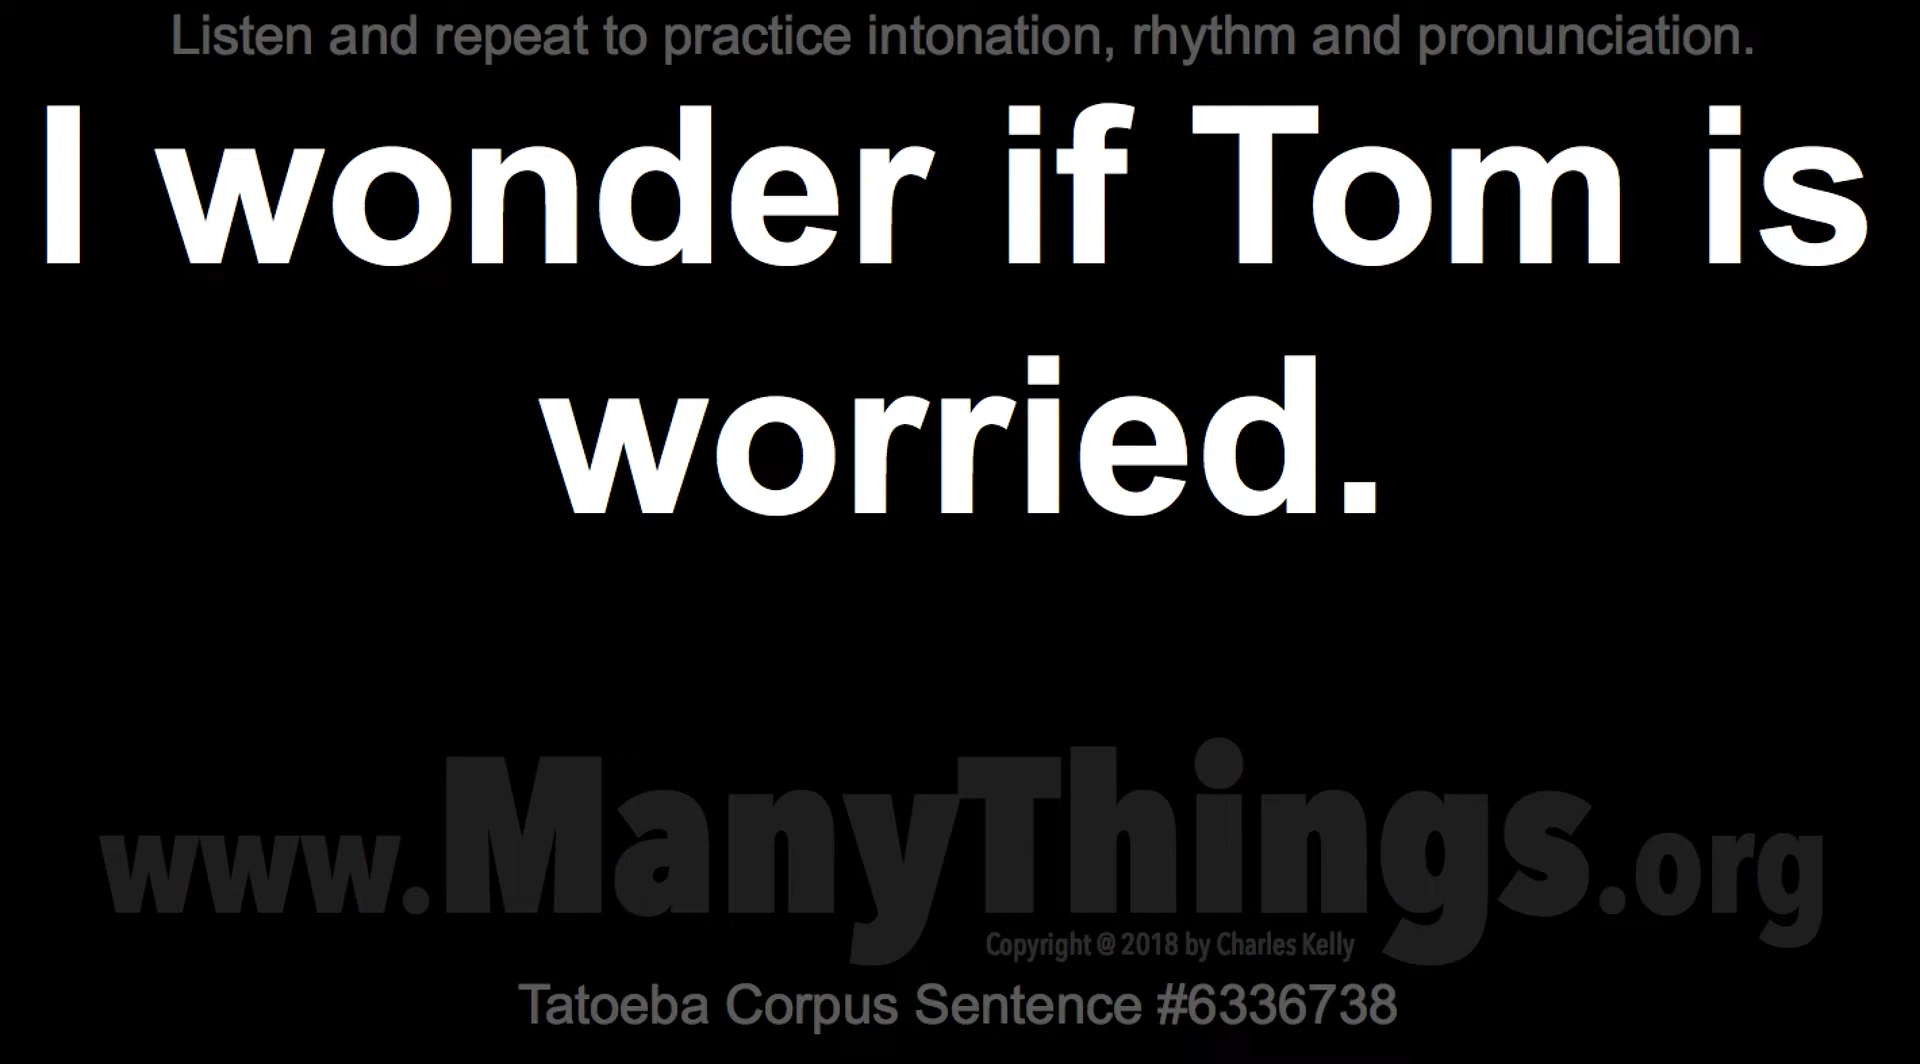 Listen and repeat to practice intonation, rhythm and pronunciation.
I wonder if Tom is
worried.
www.ManyThings.org
Copyright @ 2018 by Charles Kelly
Tatoeba Corpus Sentence #6336738